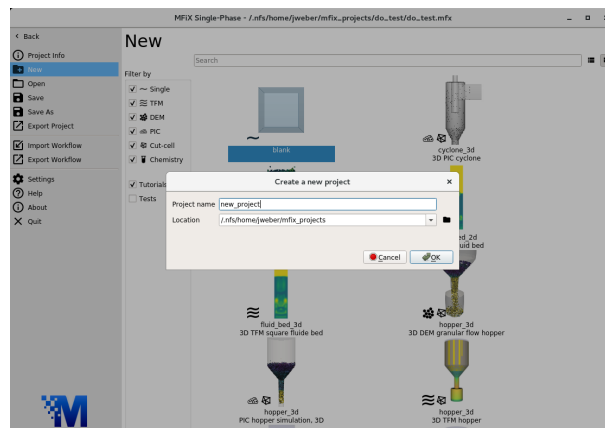 MFiX Single-Phase - /.nfs/home/jweber/mfix_projects/do_test/do_test.mfx
Back
Project Info
New
Open
Save
Save As
Export Project
Import Workflow
Export Workflow
Settings
Help
About
Quit
New
Search
Filter by
Single
TFM
DEM
PIC
Cut-cell
Chemistry
Tutorials
Tests
blank
cyclone_3d
3D PIC cyclone
Create a new project
Project name new_project
Location /.nfs/home/jweber/mfix_projects
Cancel OK
fluid_bed_3d
3D TFM square fluide bed
hopper_3d
3D DEM granular flow hopper
hopper_3d
PIC hopper simulation, 3D
hopper_3d
3D TFM hopper